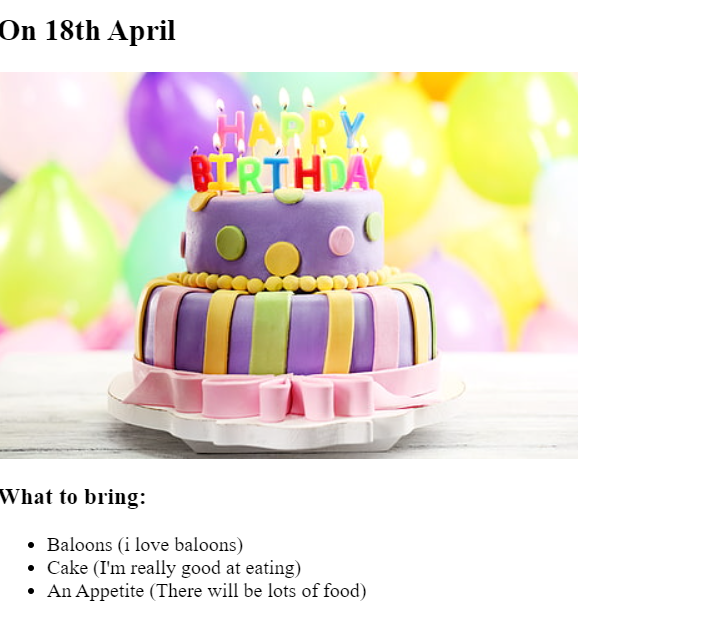 On 18th April
HAPPY
BIRTHDAY
What to bring:
Baloons (i love baloons)
Cake (I'm really good at eating)
An Appetite (There will be lots of food)